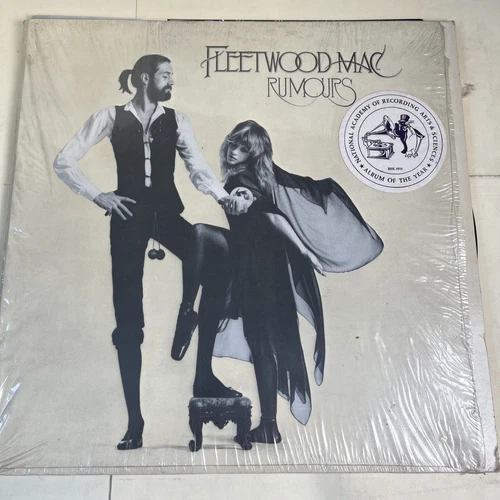 FLEETWOOD MAC
RUMOURS
NATIONAL ACADEMY OF RECORDING ARTS & SCIENCES
★ ALBUM OF THE YEAR ★